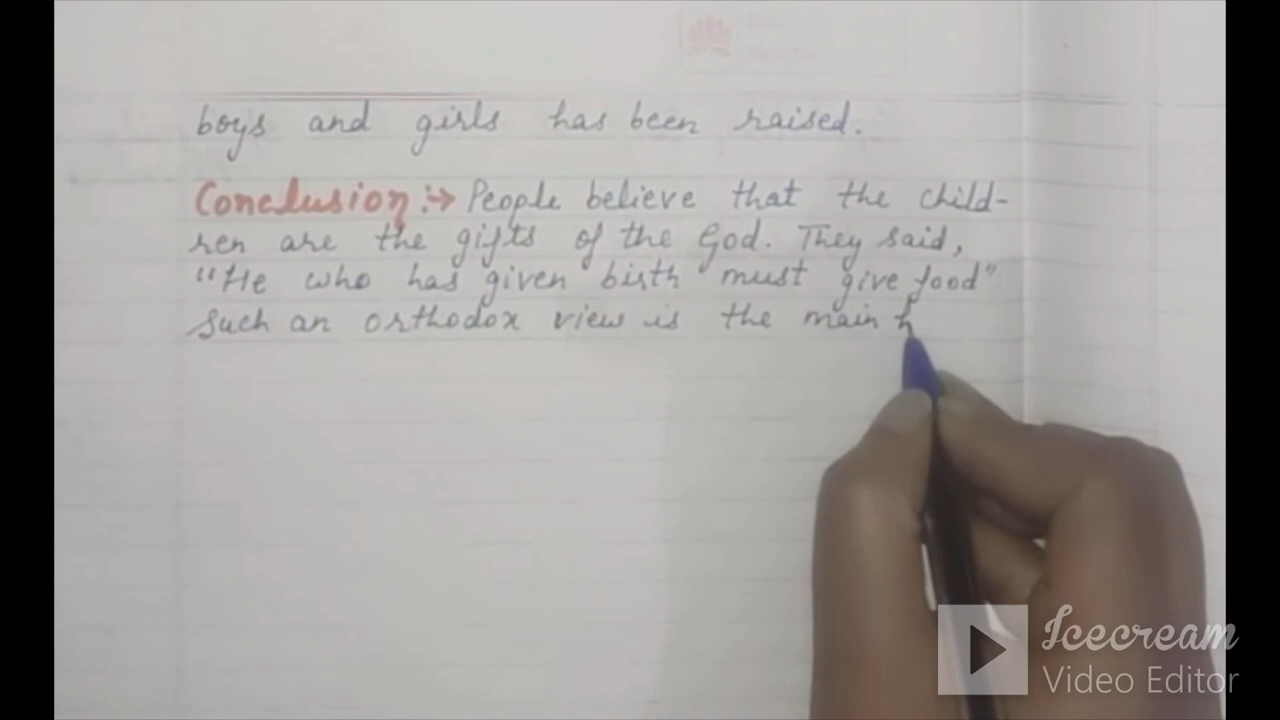 boys and girls has been raised.
Conclusion :→ People believe that the child-
ren are the gifts of the God. They said,
"He who has given birth must give food"
Such an orthodox view is the main
Icecream
Video Editor